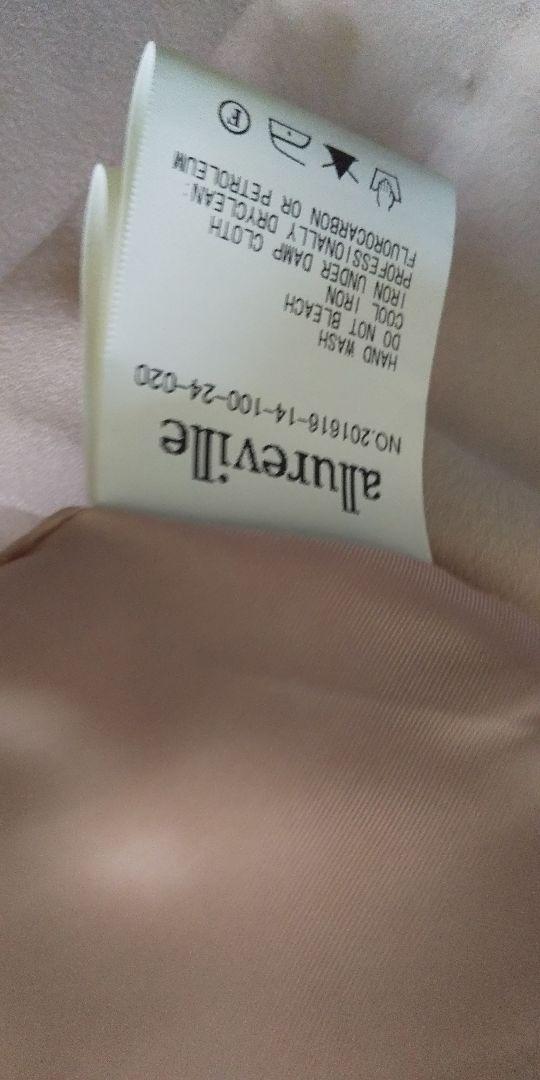 allureville
NO.201616-14-100-24-020
HAND WASH
DO NOT BLEACH
COOL IRON
IRON UNDER DAMP CLOTH
PROFESSIONALLY DRYCLEAN:
FLUOROCARBON OR PETROLEUM
F